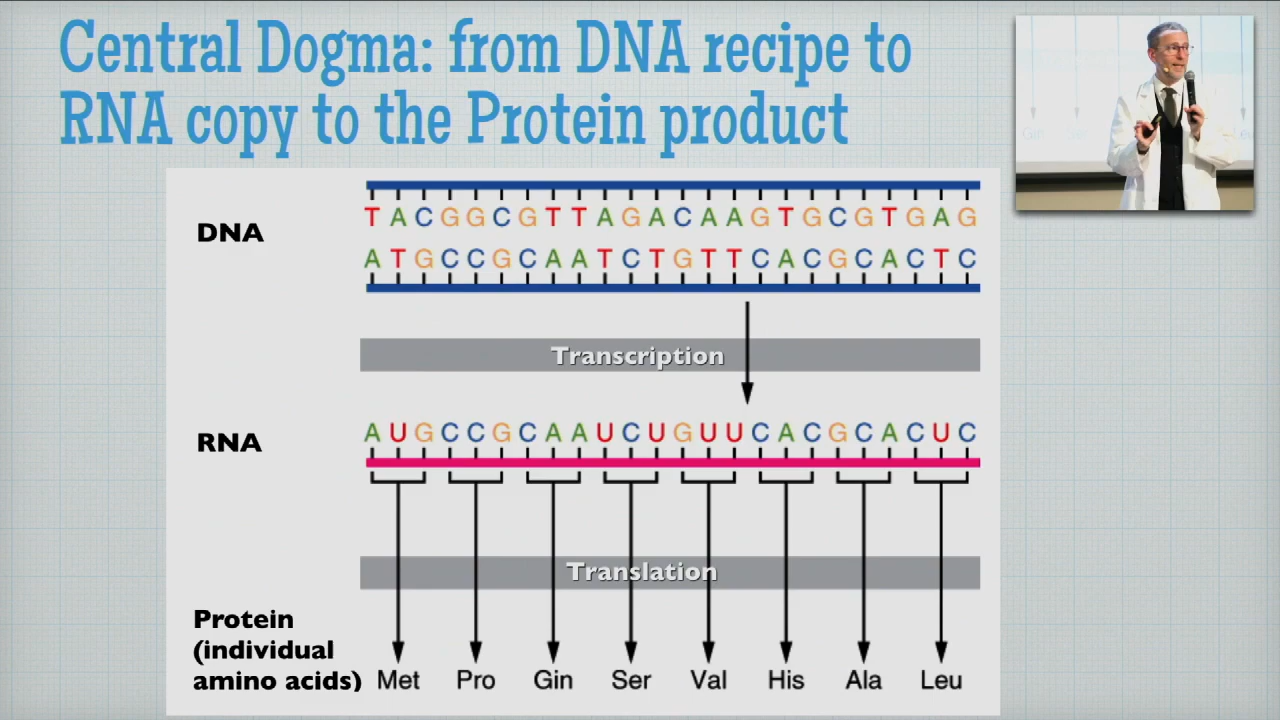 Central Dogma: from DNA recipe to
RNA copy to the Protein product
DNA
T A C G G C G T T A G A C A A G T G C G T G A G
A T G C C G C A A T C T G T T C A C G C A C T C
Transcription
RNA
A U G C C G C A A U C U G U U C A C G C A C U C
Translation
Protein
(individual
amino acids)
Met Pro Gin Ser Val His Ala Leu